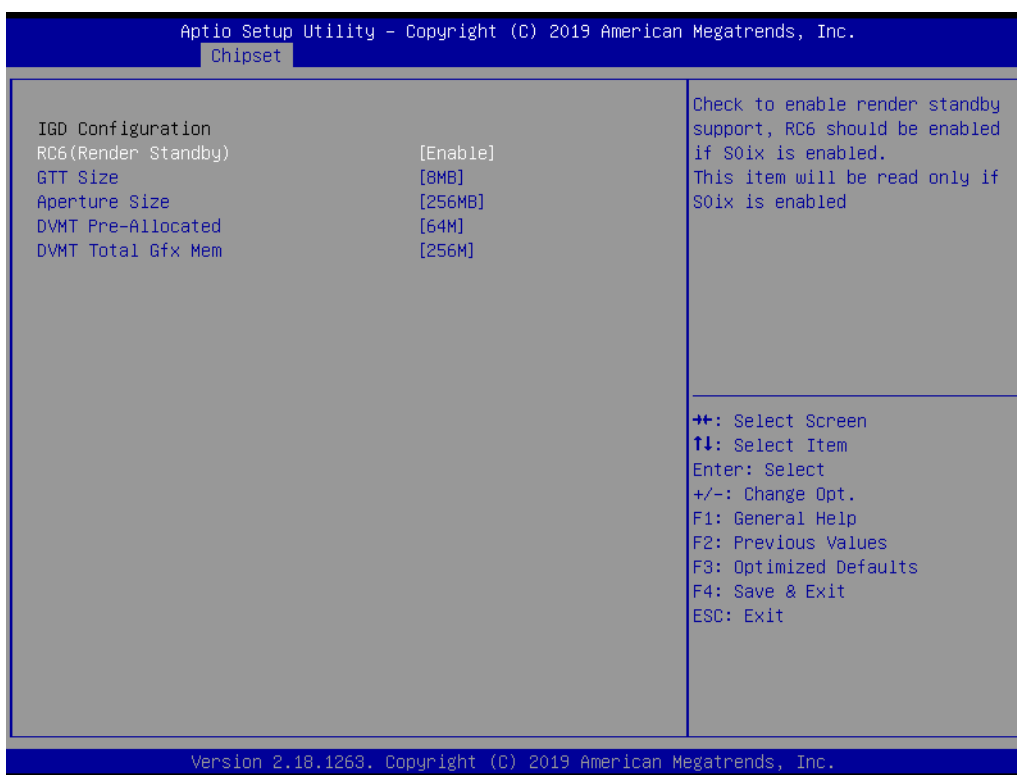 Aptio Setup Utility – Copyright (C) 2019 American Megatrends, Inc.
Chipset
IGD Configuration
RC6(Render Standby) [Enable]
GTT Size [8MB]
Aperture Size [256MB]
DVMT Pre-Allocated [64M]
DVMT Total Gfx Mem [256M]
Check to enable render standby
support, RC6 should be enabled
if S0ix is enabled.
This item will be read only if
S0ix is enabled
→←: Select Screen
↑↓: Select Item
Enter: Select
+/-: Change Opt.
F1: General Help
F2: Previous Values
F3: Optimized Defaults
F4: Save & Exit
ESC: Exit
Version 2.18.1263. Copyright (C) 2019 American Megatrends, Inc.